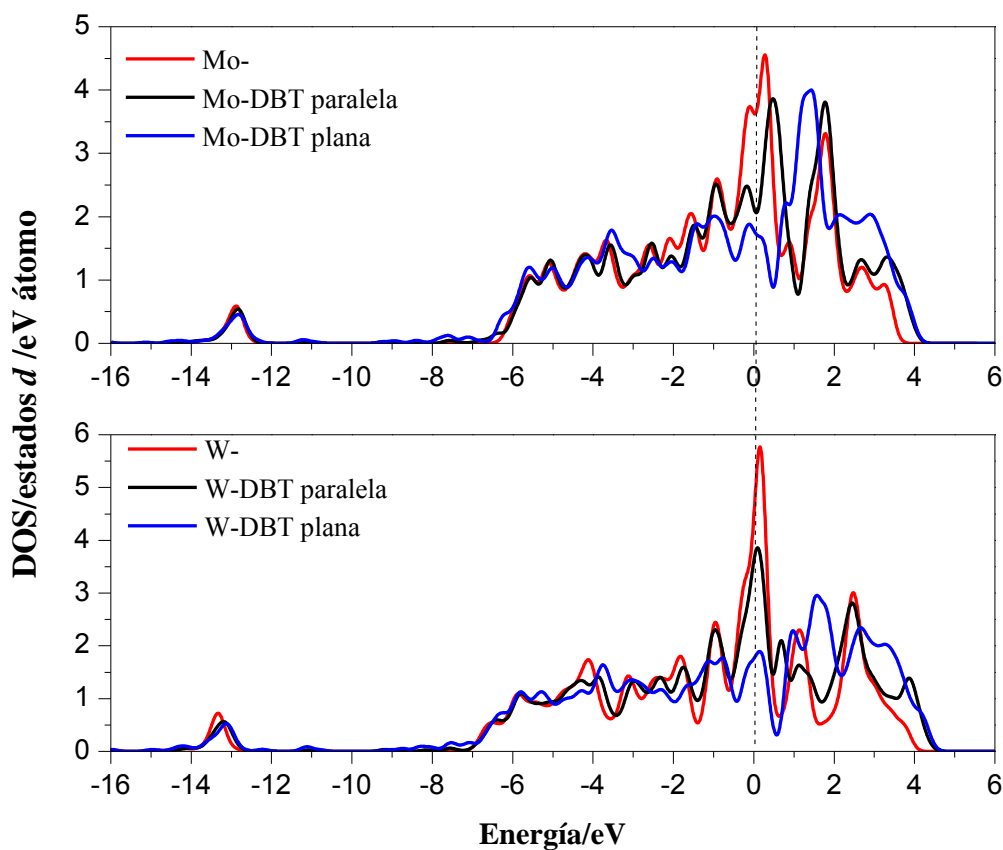 DOS/estados d /eV átomo
5
4
3
2
1
0
Mo-
Mo-DBT paralela
Mo-DBT plana
-16 -14 -12 -10 -8 -6 -4 -2 0 2 4 6
6
5
4
3
2
1
0
W-
W-DBT paralela
W-DBT plana
-16 -14 -12 -10 -8 -6 -4 -2 0 2 4 6
Energía/eV